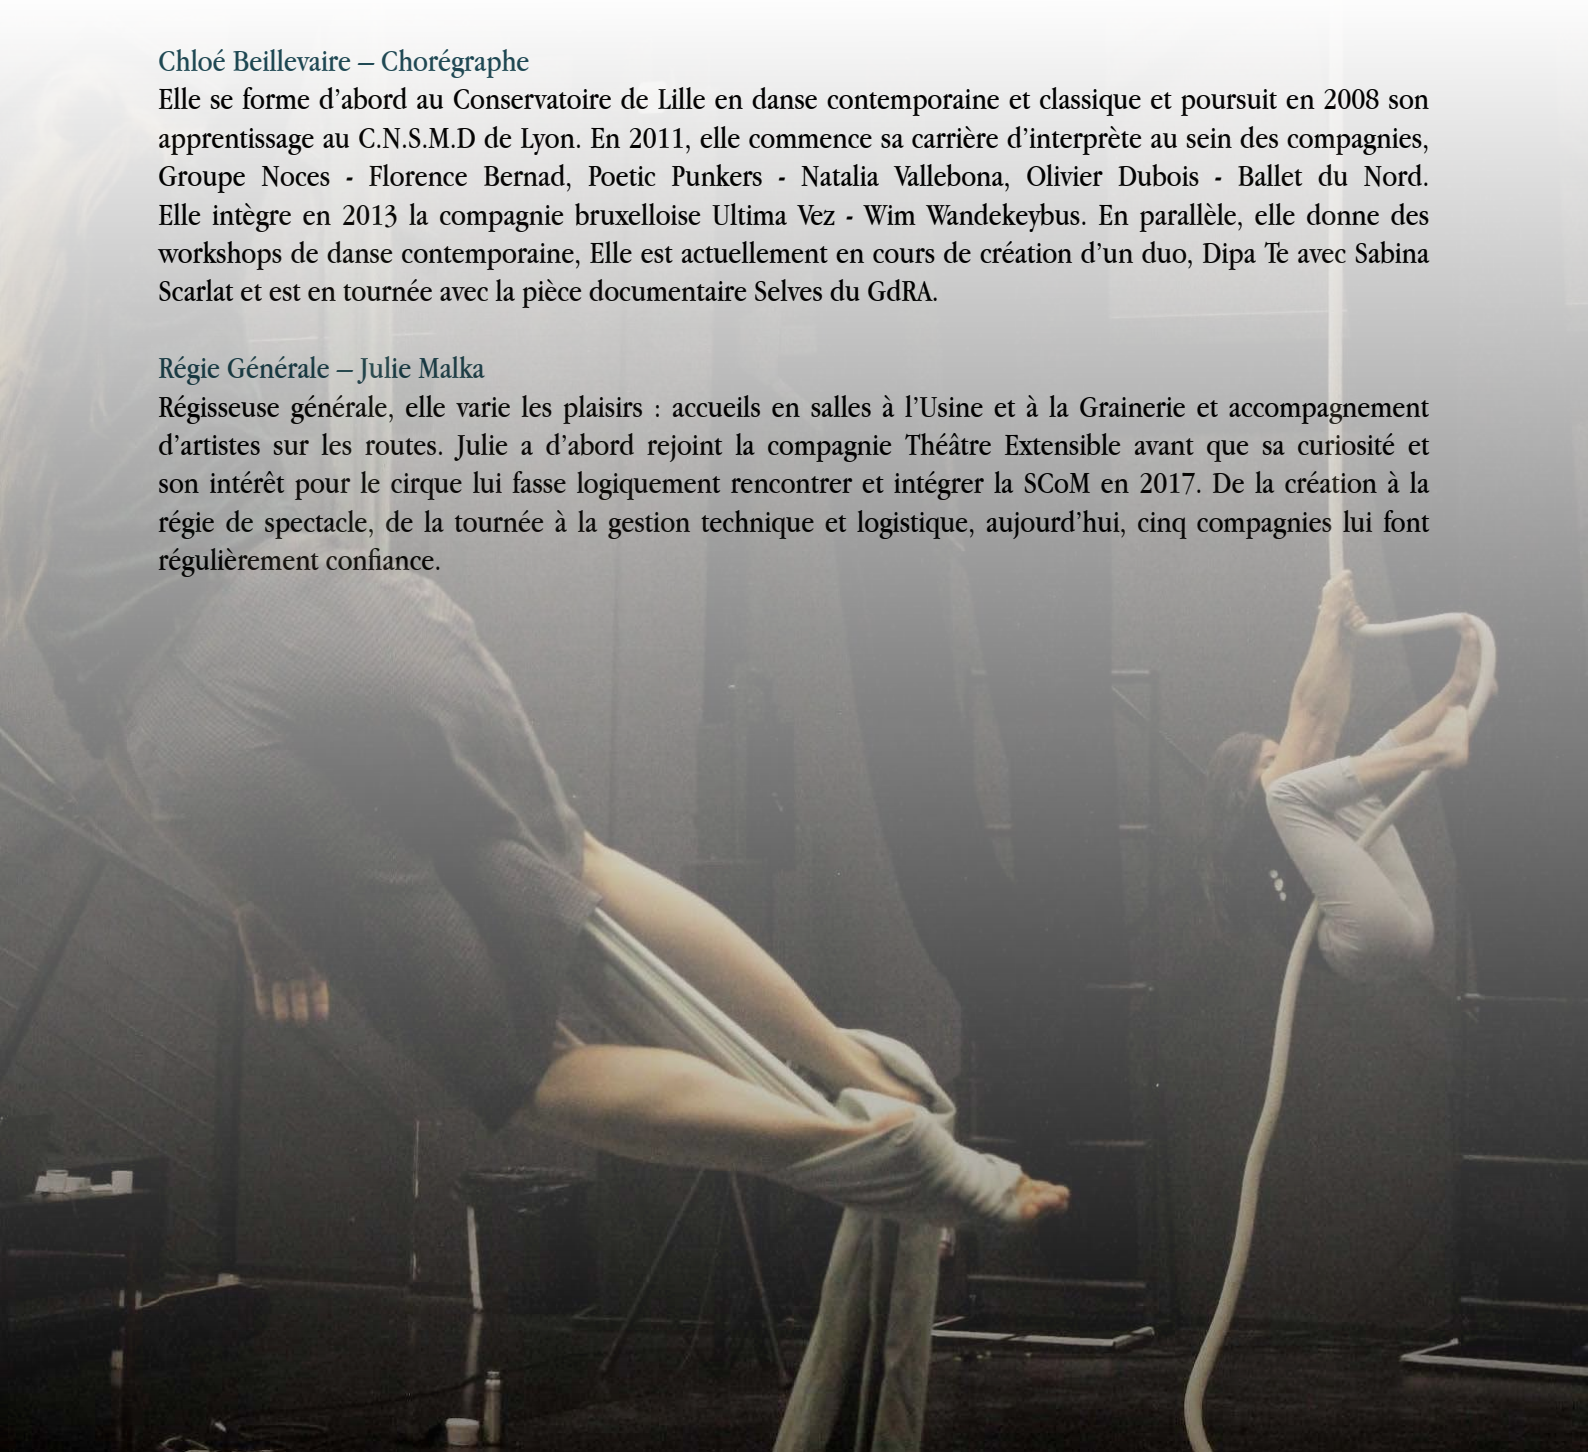 Chloé Beillevaire – Chorégraphe
Elle se forme d’abord au Conservatoire de Lille en danse contemporaine et classique et poursuit en 2008 son
apprentissage au C.N.S.M.D de Lyon. En 2011, elle commence sa carrière d’interprète au sein des compagnies,
Groupe Noces - Florence Bernad, Poetic Punkers - Natalia Vallebona, Olivier Dubois - Ballet du Nord.
Elle intègre en 2013 la compagnie bruxelloise Ultima Vez - Wim Wandekeybus. En parallèle, elle donne des
workshops de danse contemporaine, Elle est actuellement en cours de création d’un duo, Dipa Te avec Sabina
Scarlat et est en tournée avec la pièce documentaire Selves du GdRA.
Régie Générale – Julie Malka
Régisseuse générale, elle varie les plaisirs : accueils en salles à l’Usine et à la Grainerie et accompagnement
d’artistes sur les routes. Julie a d’abord rejoint la compagnie Théâtre Extensible avant que sa curiosité et
son intérêt pour le cirque lui fasse logiquement rencontrer et intégrer la SCoM en 2017. De la création à la
régie de spectacle, de la tournée à la gestion technique et logistique, aujourd’hui, cinq compagnies lui font
régulièrement confiance.